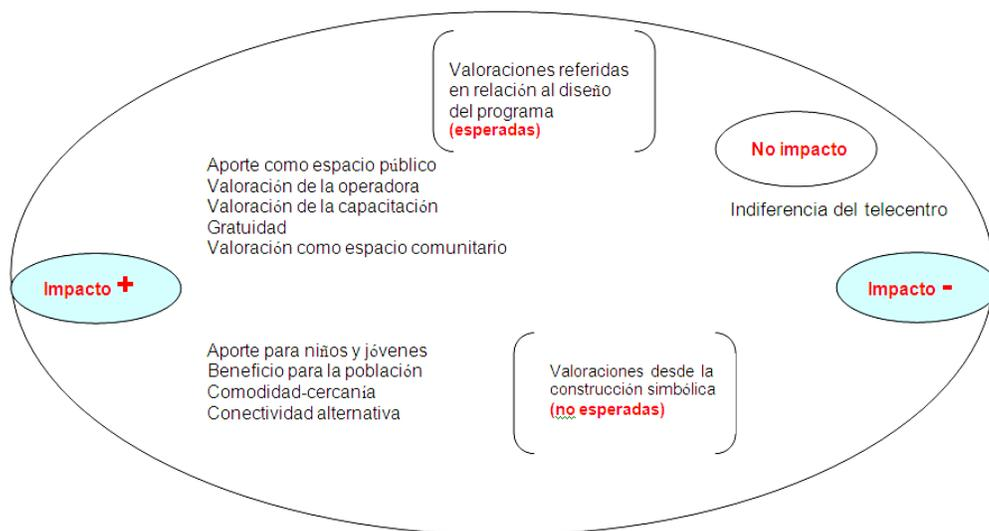 Valoraciones referidas
en relación al diseño
del programa
(esperadas)
No impacto
Aporte como espacio público
Valoración de la operadora
Valoración de la capacitación
Gratuidad
Valoración como espacio comunitario
Indiferencia del telecentro
Impacto +
Impacto -
Aporte para niños y jóvenes
Beneficio para la población
Comodidad-cercanía
Conectividad alternativa
Valoraciones desde la
construcción simbólica
(no esperadas)